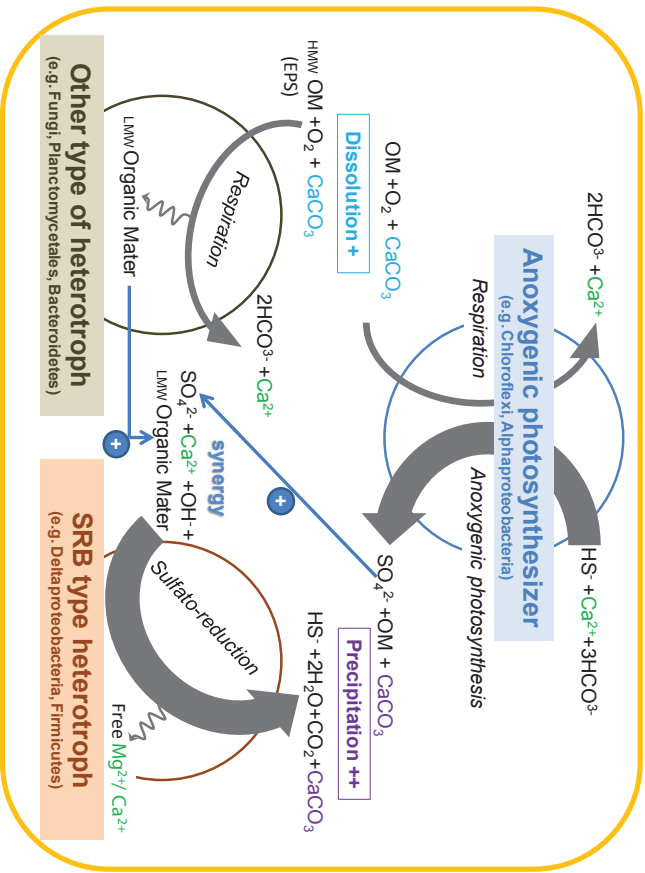 2HCO³⁻ +Ca²⁺
HS⁻ +Ca²⁺+3HCO³⁻
Anoxygenic photosynthesizer
(e.g. Chloroflexi, Alphaproteobacteria)
Respiration
Anoxygenic photosynthesis
OM +O₂ + CaCO₃
SO₄²⁻ +OM + CaCO₃
Dissolution +
Precipitation ++
HMW OM +O₂ + CaCO₃
(EPS)
HS⁻ +2H₂O+CO₂+CaCO₃
2HCO³⁻ +Ca²⁺
+
Respiration
synergy
SO₄²⁻ +Ca²⁺ +OH⁻+
LMW Organic Mater
Sulfato-reduction
LMW Organic Mater
+
Free Mg²⁺/ Ca²⁺
Other type of heterotroph
(e.g. Fungi, Planctomycetales, Bacteroidetes)
SRB type heterotroph
(e.g. Deltaproteobacteria, Firmicutes)